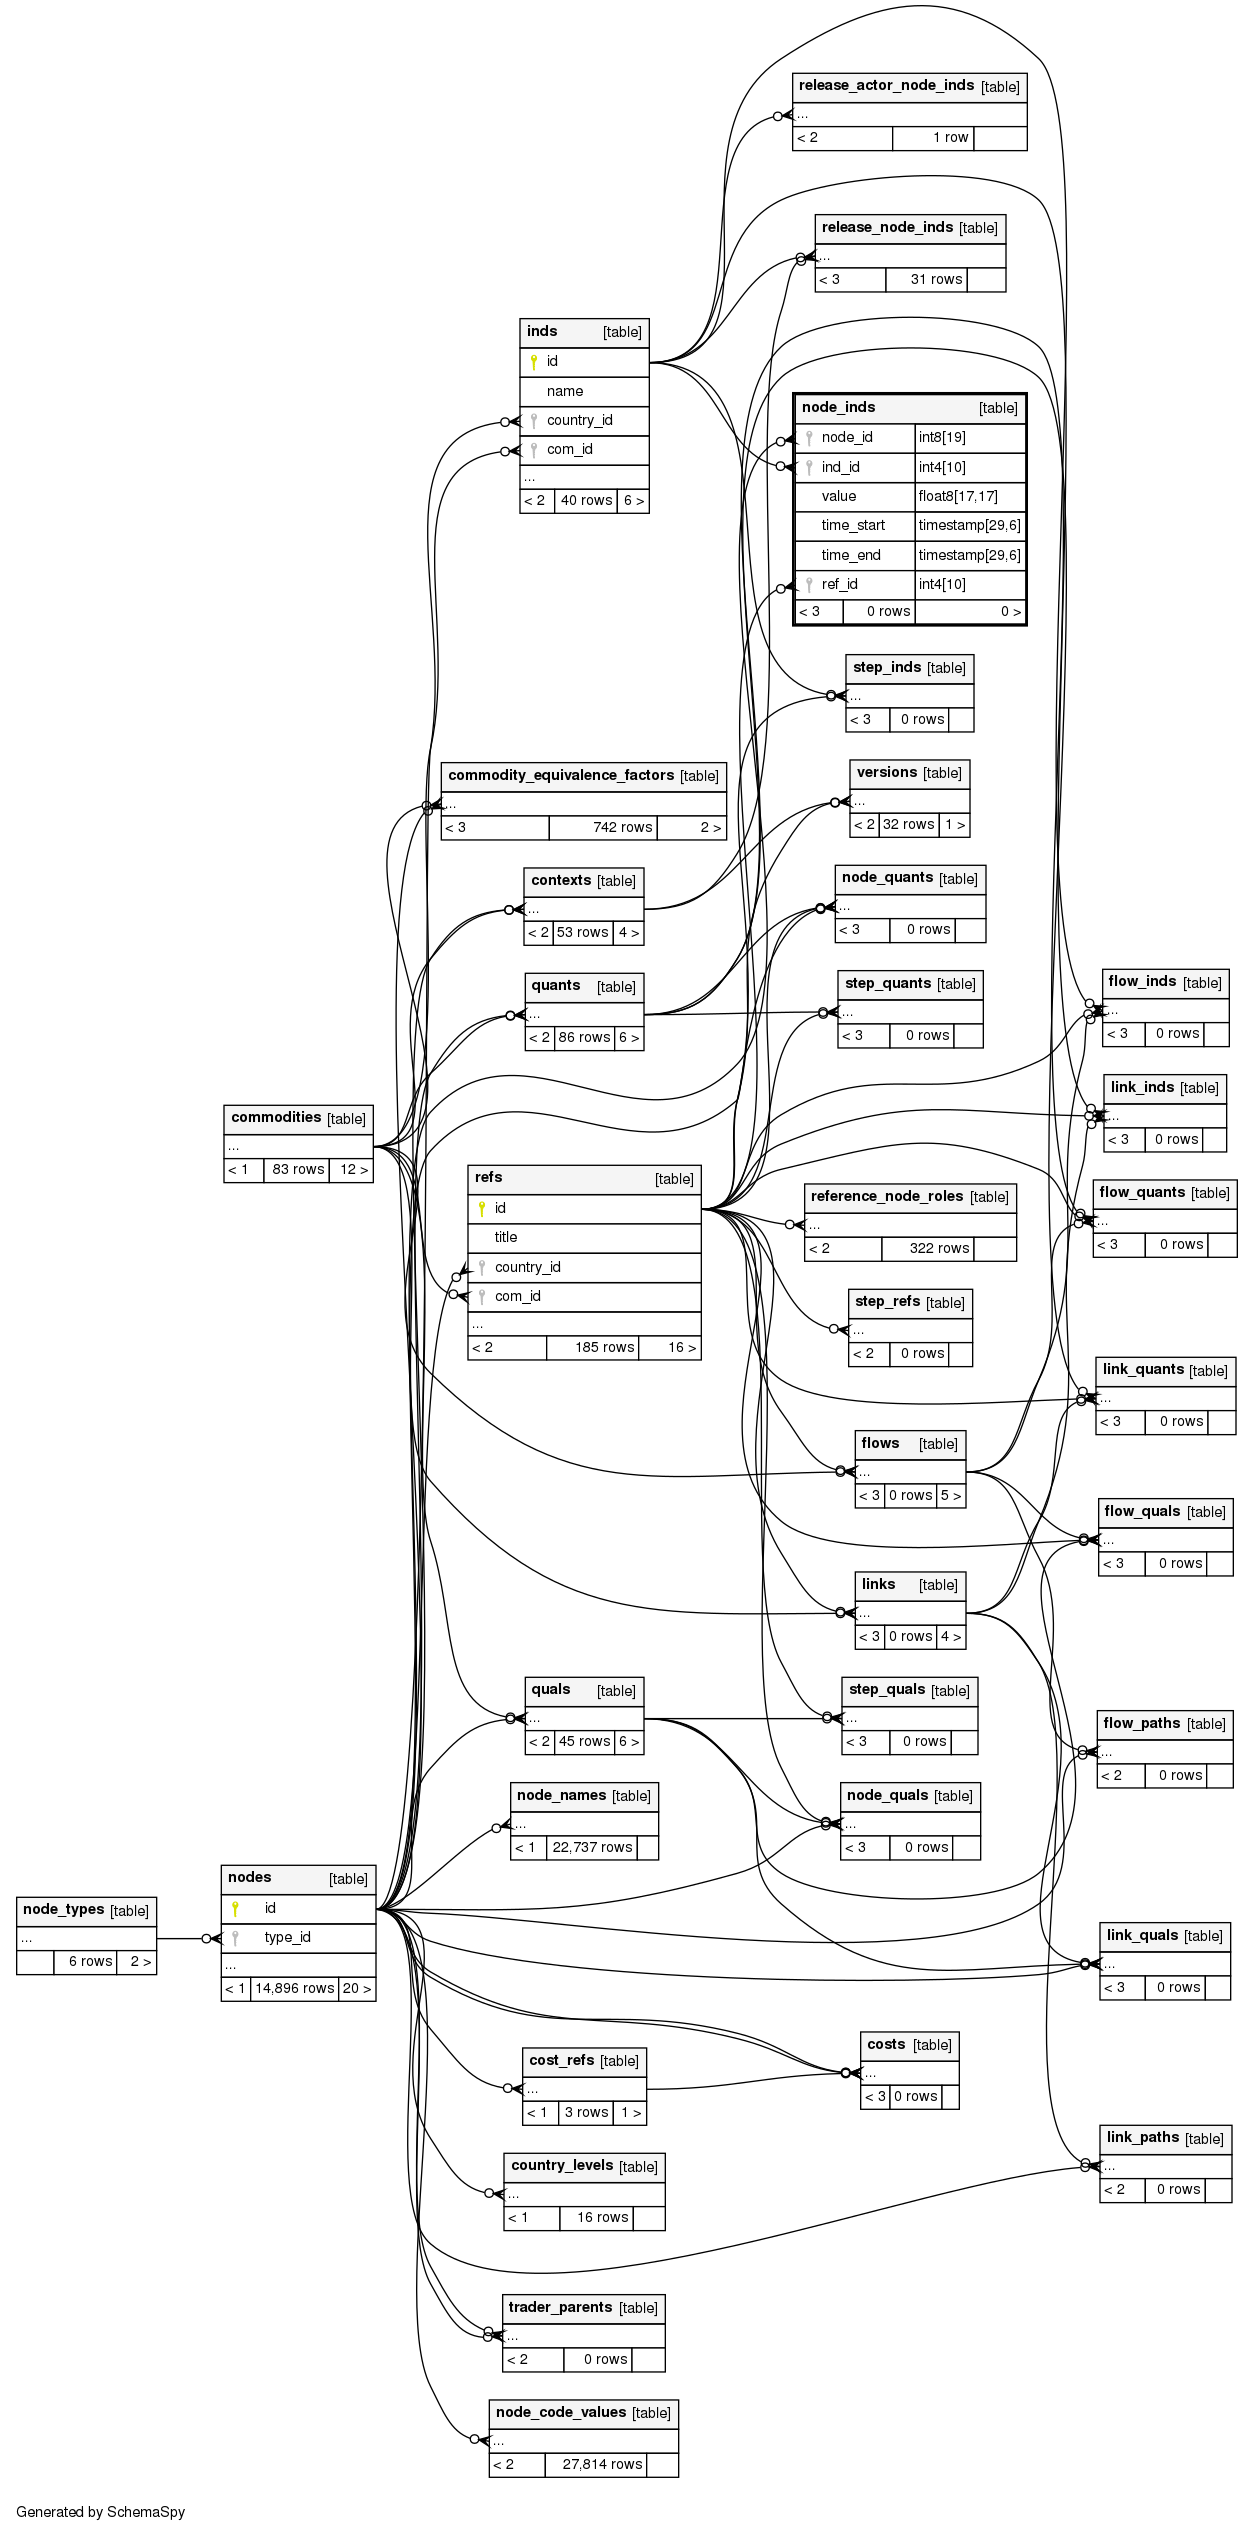 release_actor_node_inds [table]
...
< 2 1 row
release_node_inds [table]
...
< 3 31 rows
inds [table]
id
name
country_id
com_id
...
< 2 40 rows 6 >
node_inds [table]
node_id int8[19]
ind_id int4[10]
value float8[17,17]
time_start timestamp[29,6]
time_end timestamp[29,6]
ref_id int4[10]
< 3 0 rows 0 >
step_inds [table]
...
< 3 0 rows
commodity_equivalence_factors [table]
...
< 3 742 rows 2 >
versions [table]
...
< 2 32 rows 1 >
contexts [table]
...
< 2 53 rows 4 >
node_quants [table]
...
< 3 0 rows
quants [table]
...
< 2 86 rows 6 >
step_quants [table]
...
< 3 0 rows
flow_inds [table]
...
< 3 0 rows
link_inds [table]
...
< 3 0 rows
commodities [table]
...
< 1 83 rows 12 >
refs [table]
id
title
country_id
com_id
...
< 2 185 rows 16 >
reference_node_roles [table]
...
< 2 322 rows
flow_quants [table]
...
< 3 0 rows
step_refs [table]
...
< 2 0 rows
link_quants [table]
...
< 3 0 rows
flows [table]
...
< 3 0 rows 5 >
flow_quals [table]
...
< 3 0 rows
links [table]
...
< 3 0 rows 4 >
quals [table]
...
< 2 45 rows 6 >
step_quals [table]
...
< 3 0 rows
flow_paths [table]
...
< 2 0 rows
node_names [table]
...
< 1 22,737 rows
node_quals [table]
...
< 3 0 rows
node_types [table]
...
6 rows 2 >
nodes [table]
id
type_id
...
< 1 14,896 rows 20 >
link_quals [table]
...
< 3 0 rows
cost_refs [table]
...
< 1 3 rows 1 >
costs [table]
...
< 3 0 rows
country_levels [table]
...
< 1 16 rows
link_paths [table]
...
< 2 0 rows
trader_parents [table]
...
< 2 0 rows
node_code_values [table]
...
< 2 27,814 rows
Generated by SchemaSpy